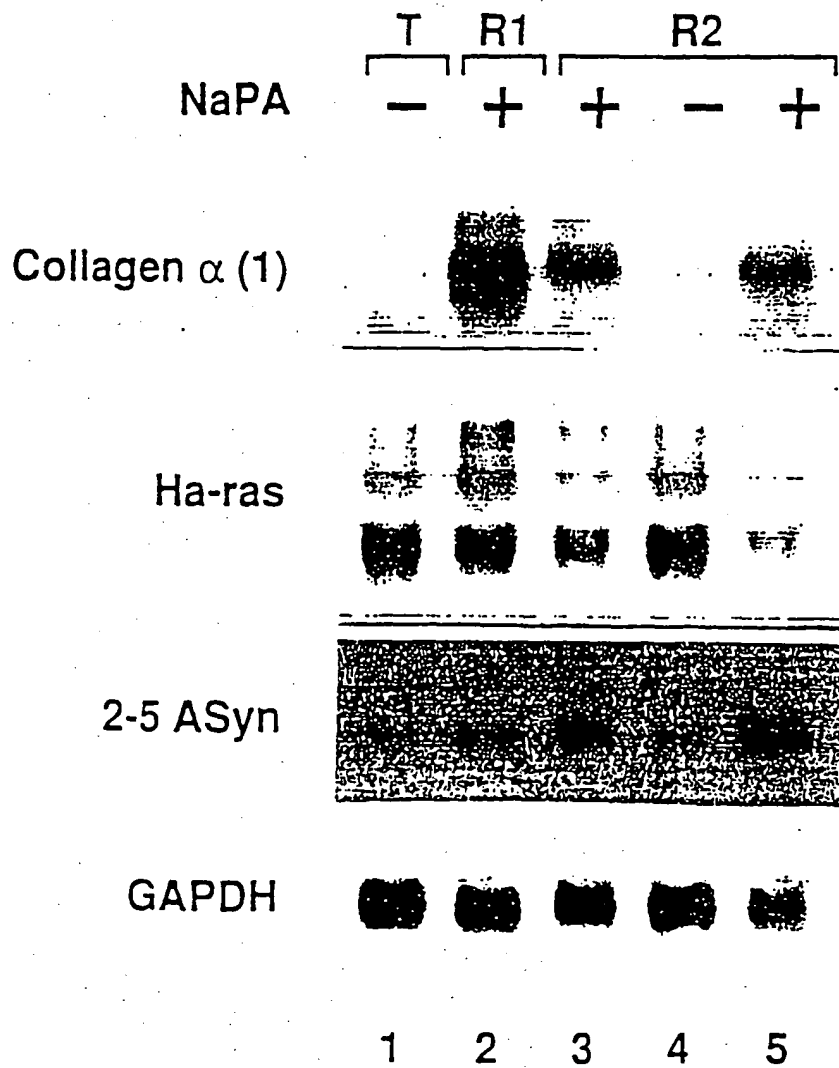 T R1 R2
NaPA − + + − +
Collagen α (1)
Ha-ras
2-5 ASyn
GAPDH
1 2 3 4 5